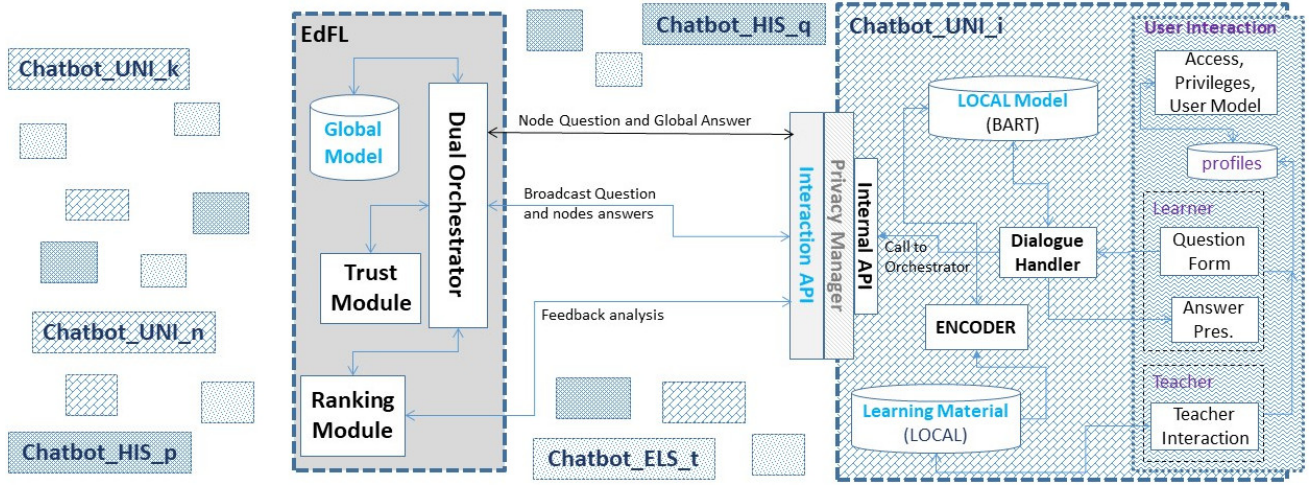 Chatbot_UNI_k
Chatbot_UNI_n
Chatbot_HIS_p
EdFL
Global
Model
Dual Orchestrator
Trust
Module
Ranking
Module
Chatbot_HIS_q
Node Question and Global Answer
Broadcast Question
and nodes answers
Feedback analysis
Chatbot_ELS_t
Interaction API
Privacy Manager
Internal API
Chatbot_UNI_i
LOCAL Model
(BART)
Call to
Orchestrator
Dialogue
Handler
ENCODER
Learning Material
(LOCAL)
User Interaction
Access,
Privileges,
User Model
profiles
Learner
Question
Form
Answer
Pres.
Teacher
Teacher
Interaction